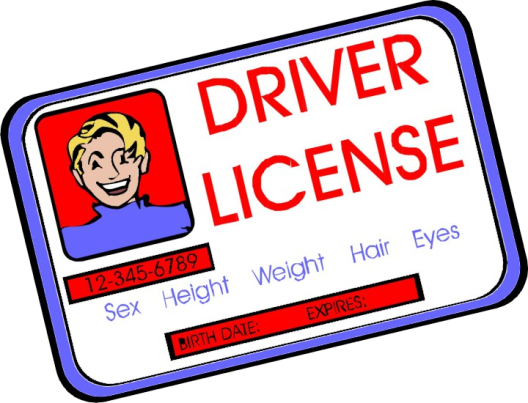 DRIVER
LICENSE
12-345-6789
Sex Height Weight Hair Eyes
BIRTH DATE: EXPIRES: